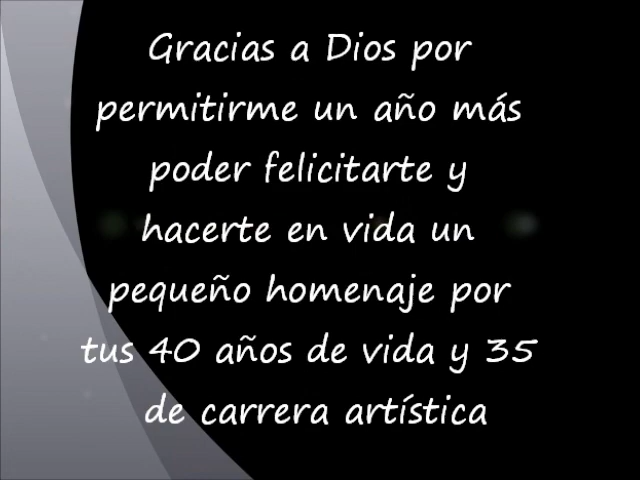 Gracias a Dios por
permitirme un año más
poder felicitarte y
hacerte en vida un
pequeño homenaje por
tus 40 años de vida y 35
de carrera artística